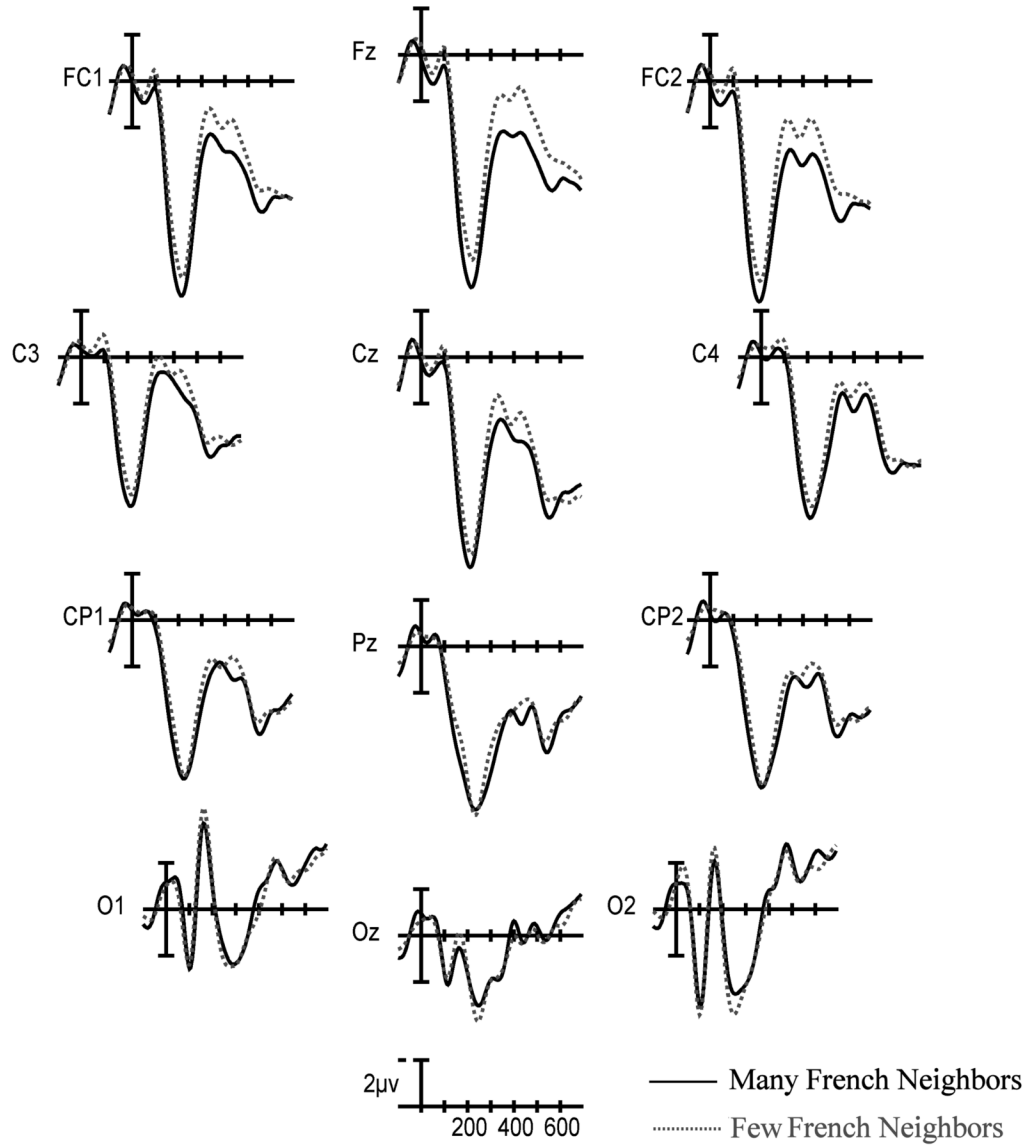 FC1
Fz
FC2
C3
Cz
C4
CP1
Pz
CP2
O1
Oz
O2
2μv
200 400 600
Many French Neighbors
Few French Neighbors